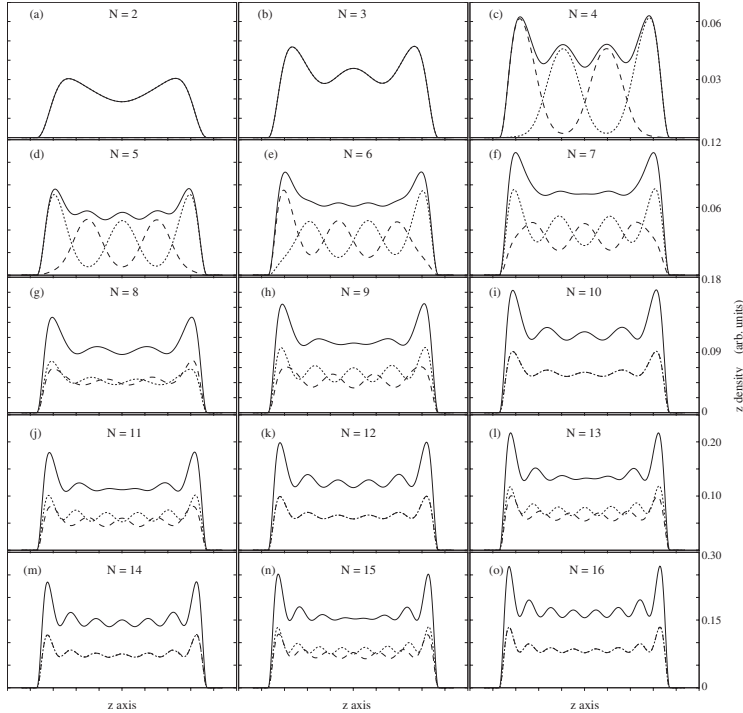 (a) N = 2
(b) N = 3
(c) N = 4
0.06
0.03
(d) N = 5
(e) N = 6
(f) N = 7
0.12
0.06
(g) N = 8
(h) N = 9
(i) N = 10
0.18
0.09
0
z density (arb. units)
(j) N = 11
(k) N = 12
(l) N = 13
0.20
0.10
(m) N = 14
(n) N = 15
(o) N = 16
0.30
0.15
0
z axis
z axis
z axis